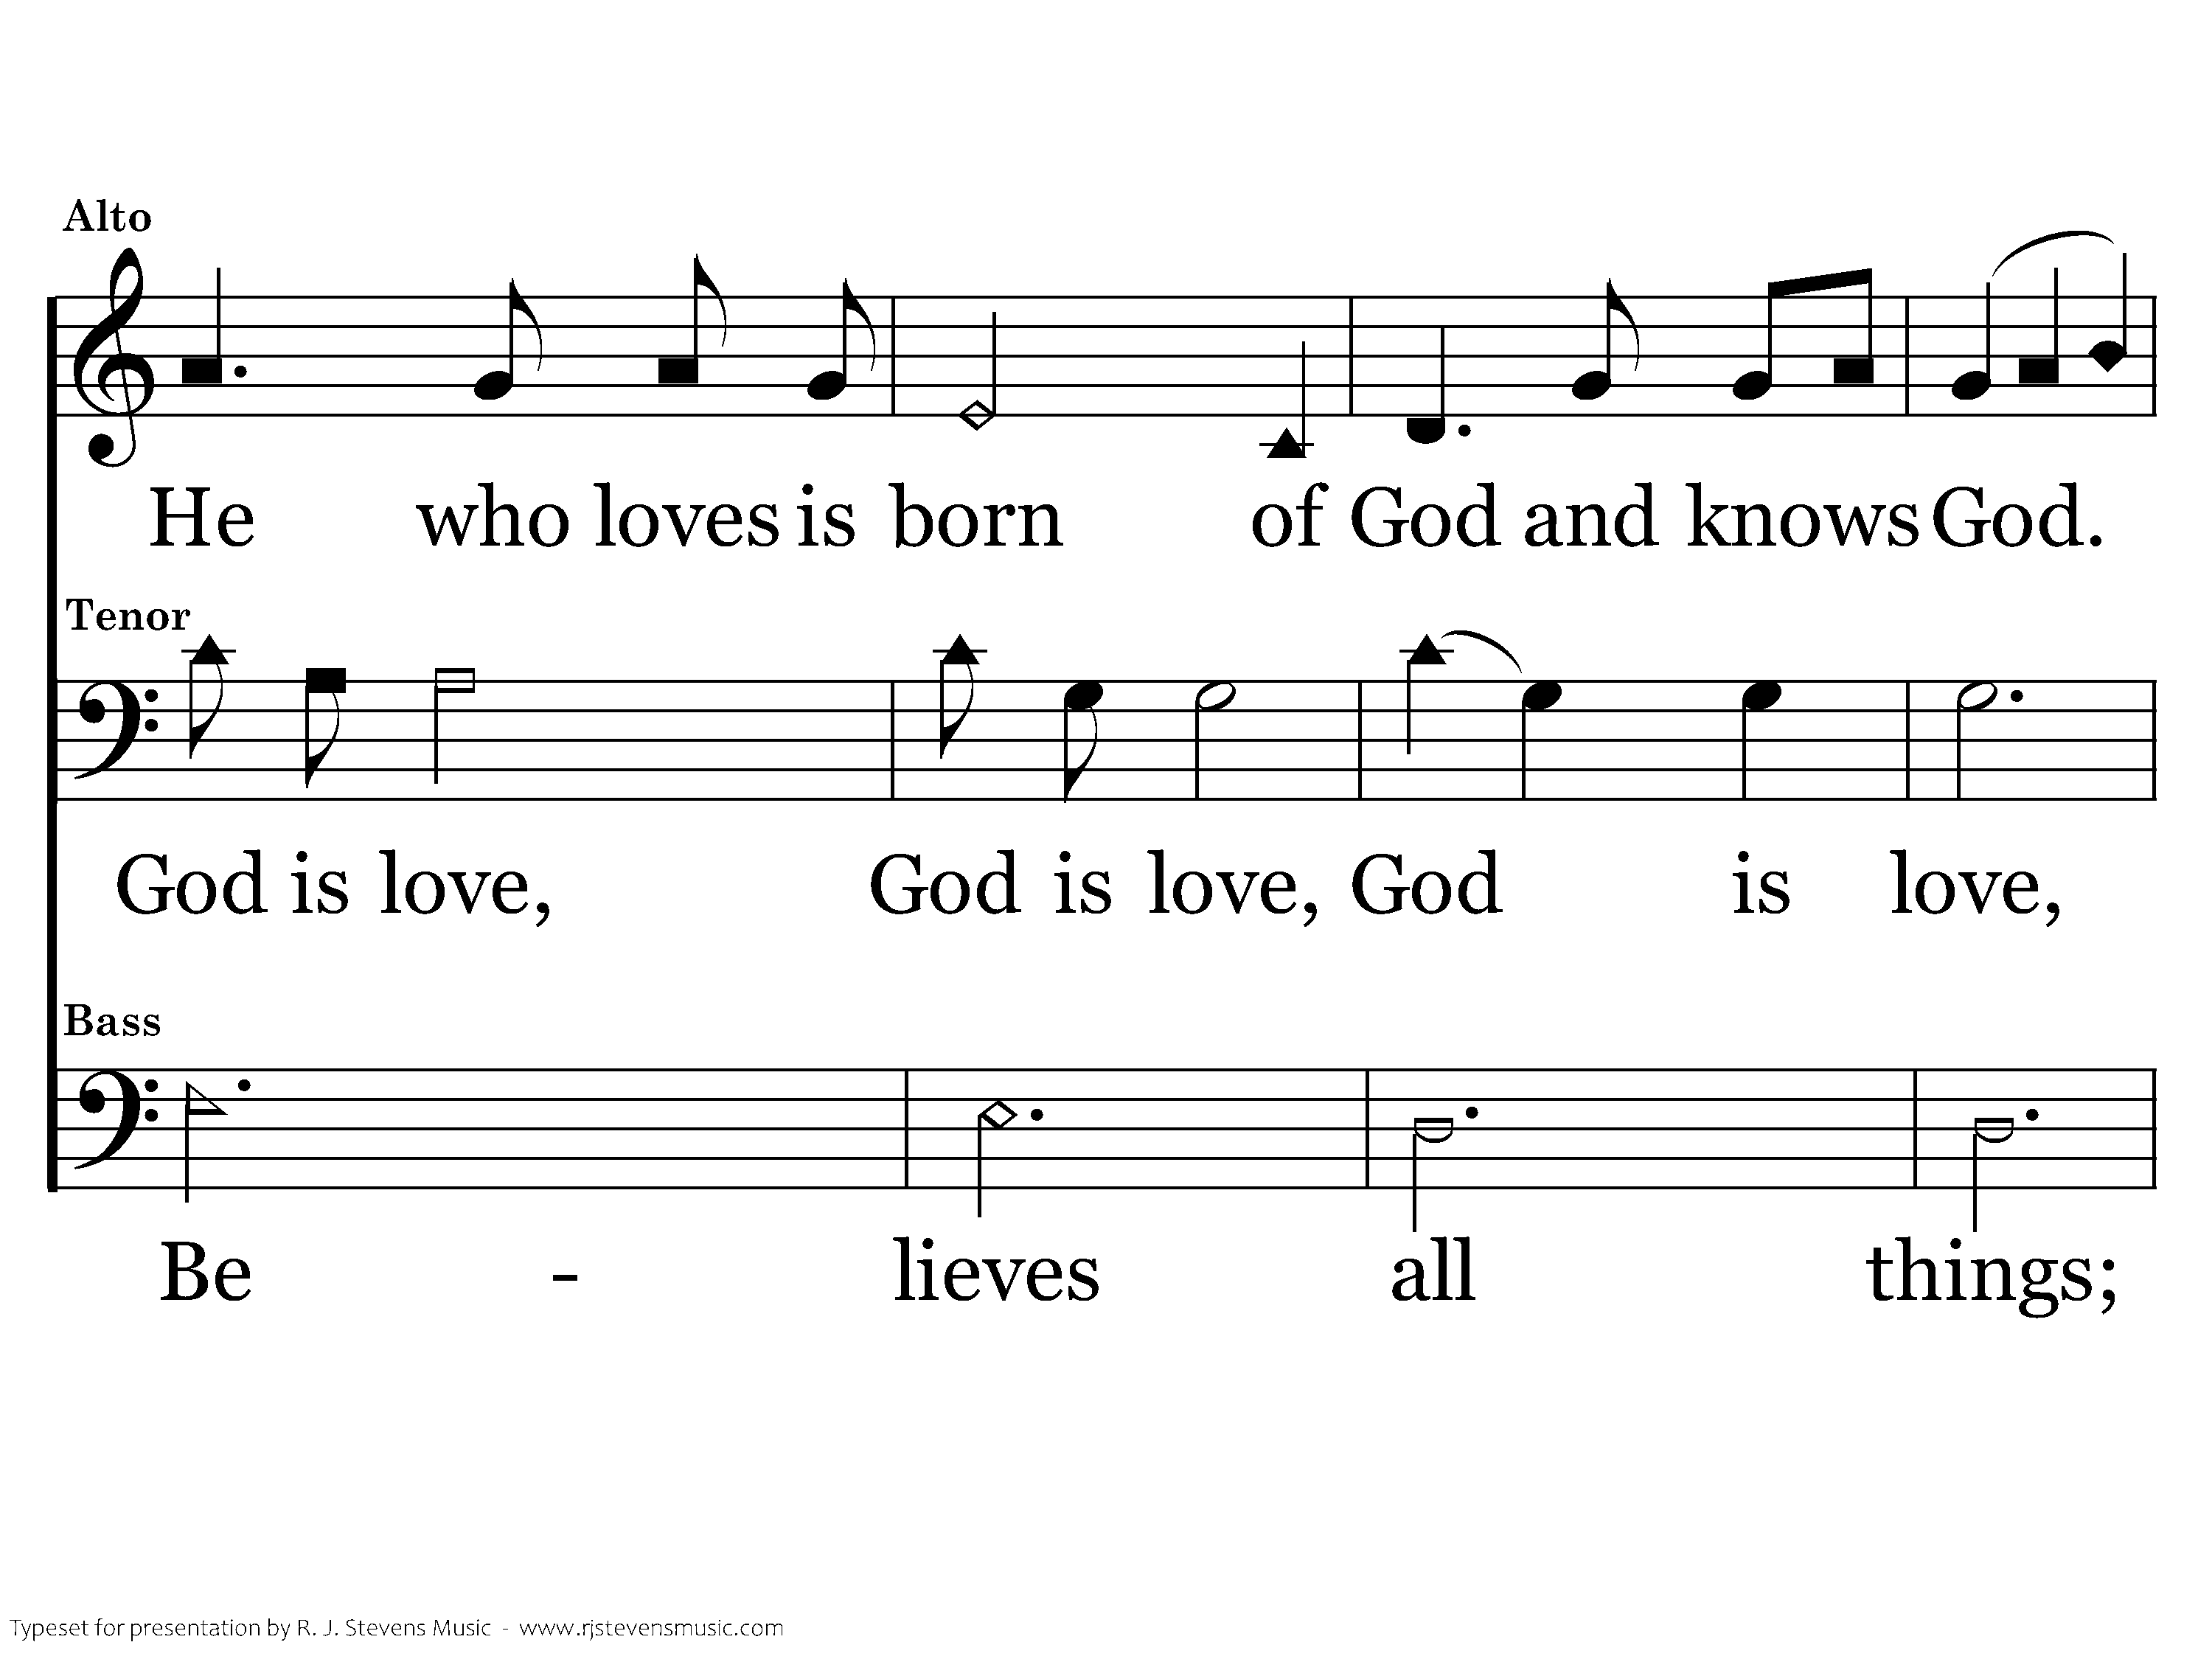 Alto
He who loves is born of God and knows God.
Tenor
God is love, God is love, God is love,
Bass
Be - lieves all things;
Typeset for presentation by R. J. Stevens Music - www.rjstevensmusic.com